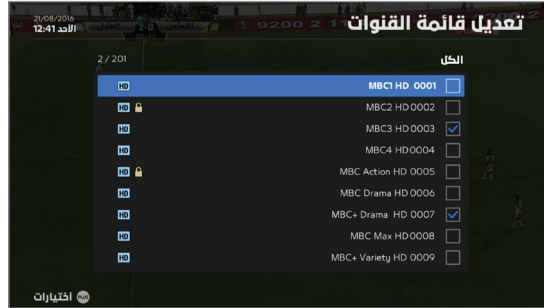 تعديل قائمة القنوات
21/08/2016
الأحد 12:41
الكل
2/201
MBC1 HD 0001 HD
MBC2 HD 0002 HD
MBC3 HD 0003 HD
MBC4 HD 0004 HD
MBC Action HD 0005 HD
MBC Drama HD 0006 HD
MBC+ Drama HD 0007 HD
MBC Max HD 0008 HD
MBC+ Variety HD 0009 HD
PLUS أختيارات